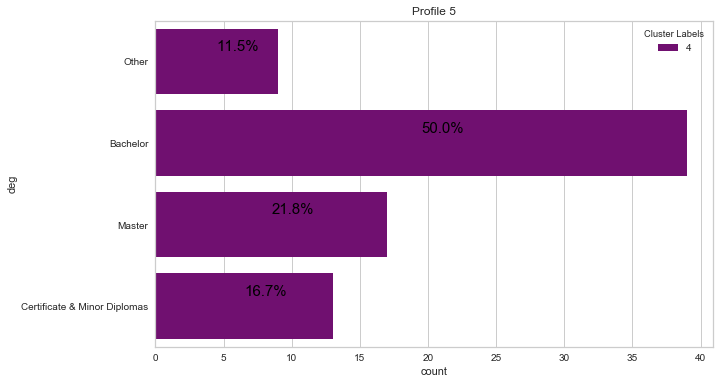 Profile 5
Cluster Labels
4
deg
Other
11.5%
Bachelor
50.0%
Master
21.8%
Certificate & Minor Diplomas
16.7%
0 5 10 15 20 25 30 35 40
count